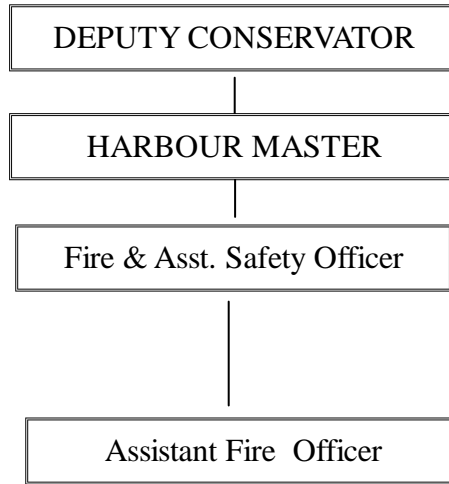 DEPUTY CONSERVATOR
HARBOUR MASTER
Fire & Asst. Safety Officer
Assistant Fire Officer